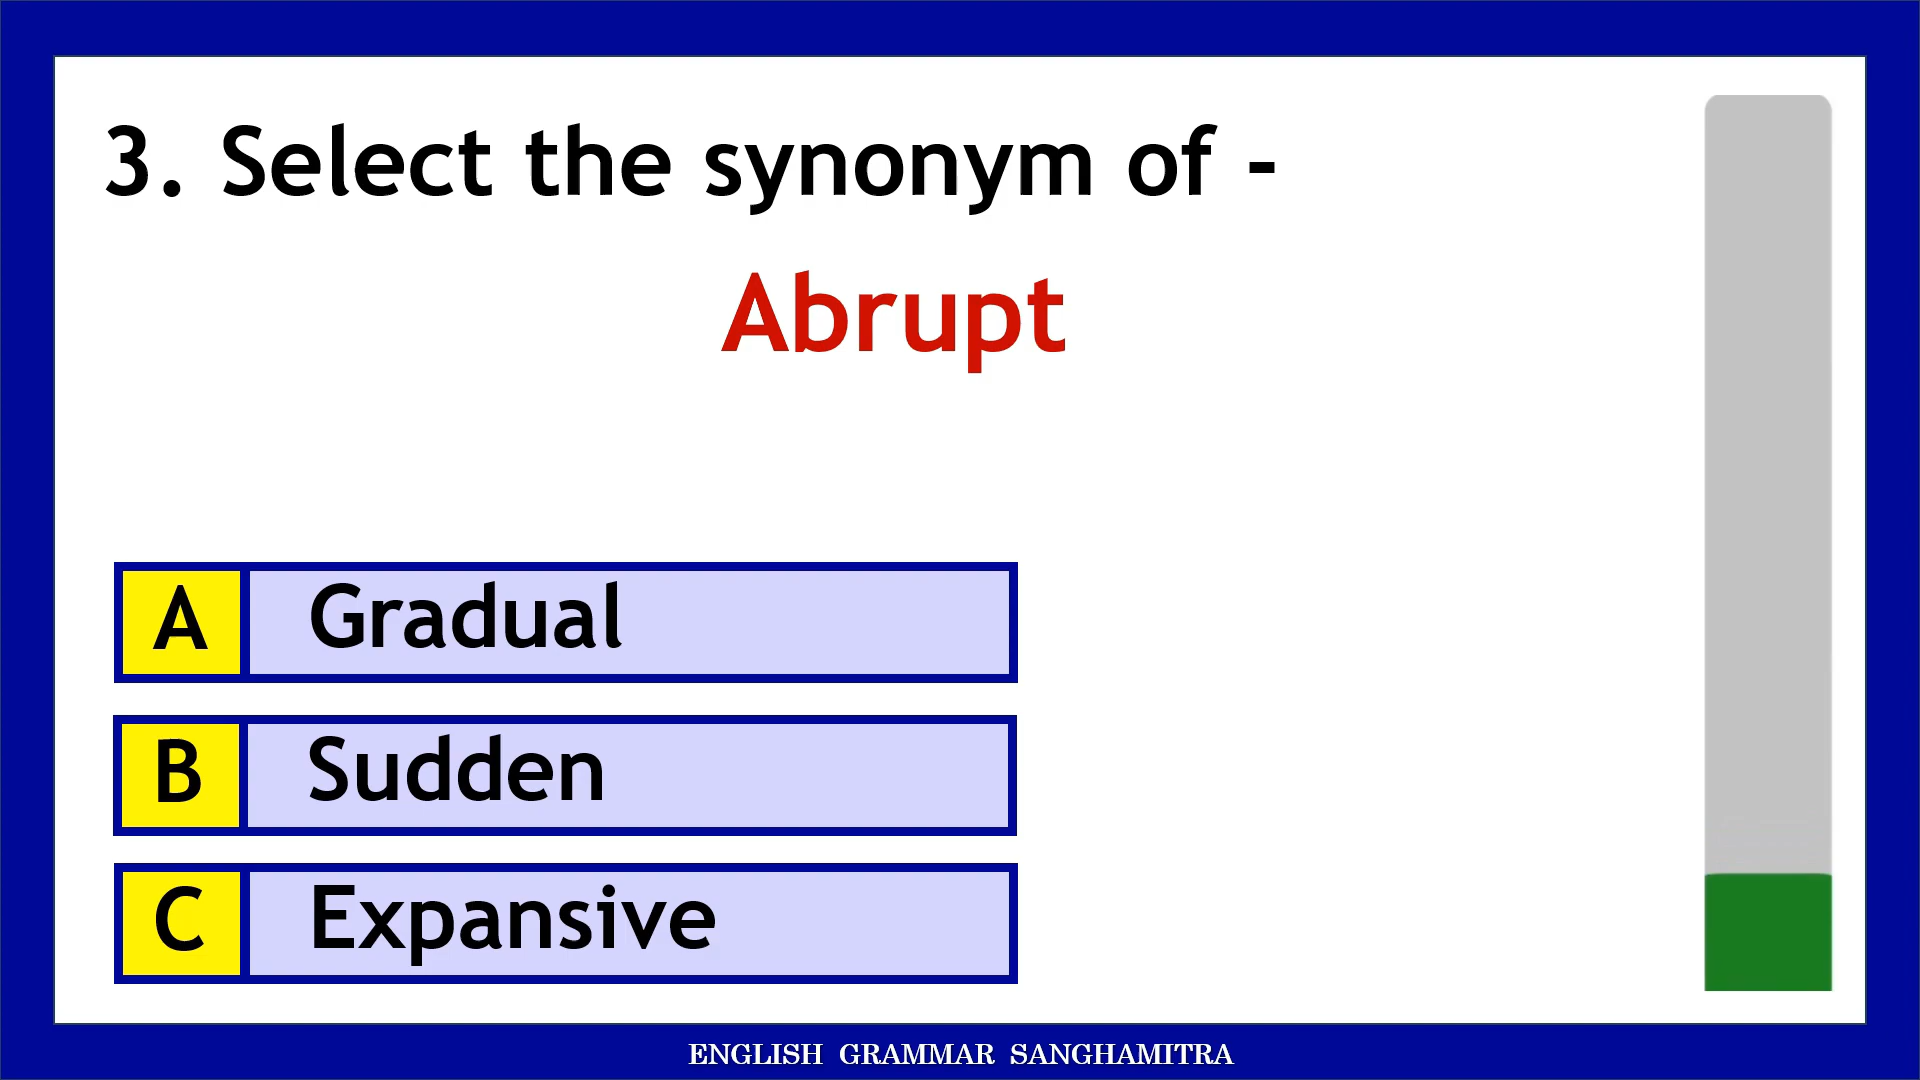 3. Select the synonym of -
Abrupt
A Gradual
B Sudden
C Expansive
ENGLISH GRAMMAR SANGHAMITRA